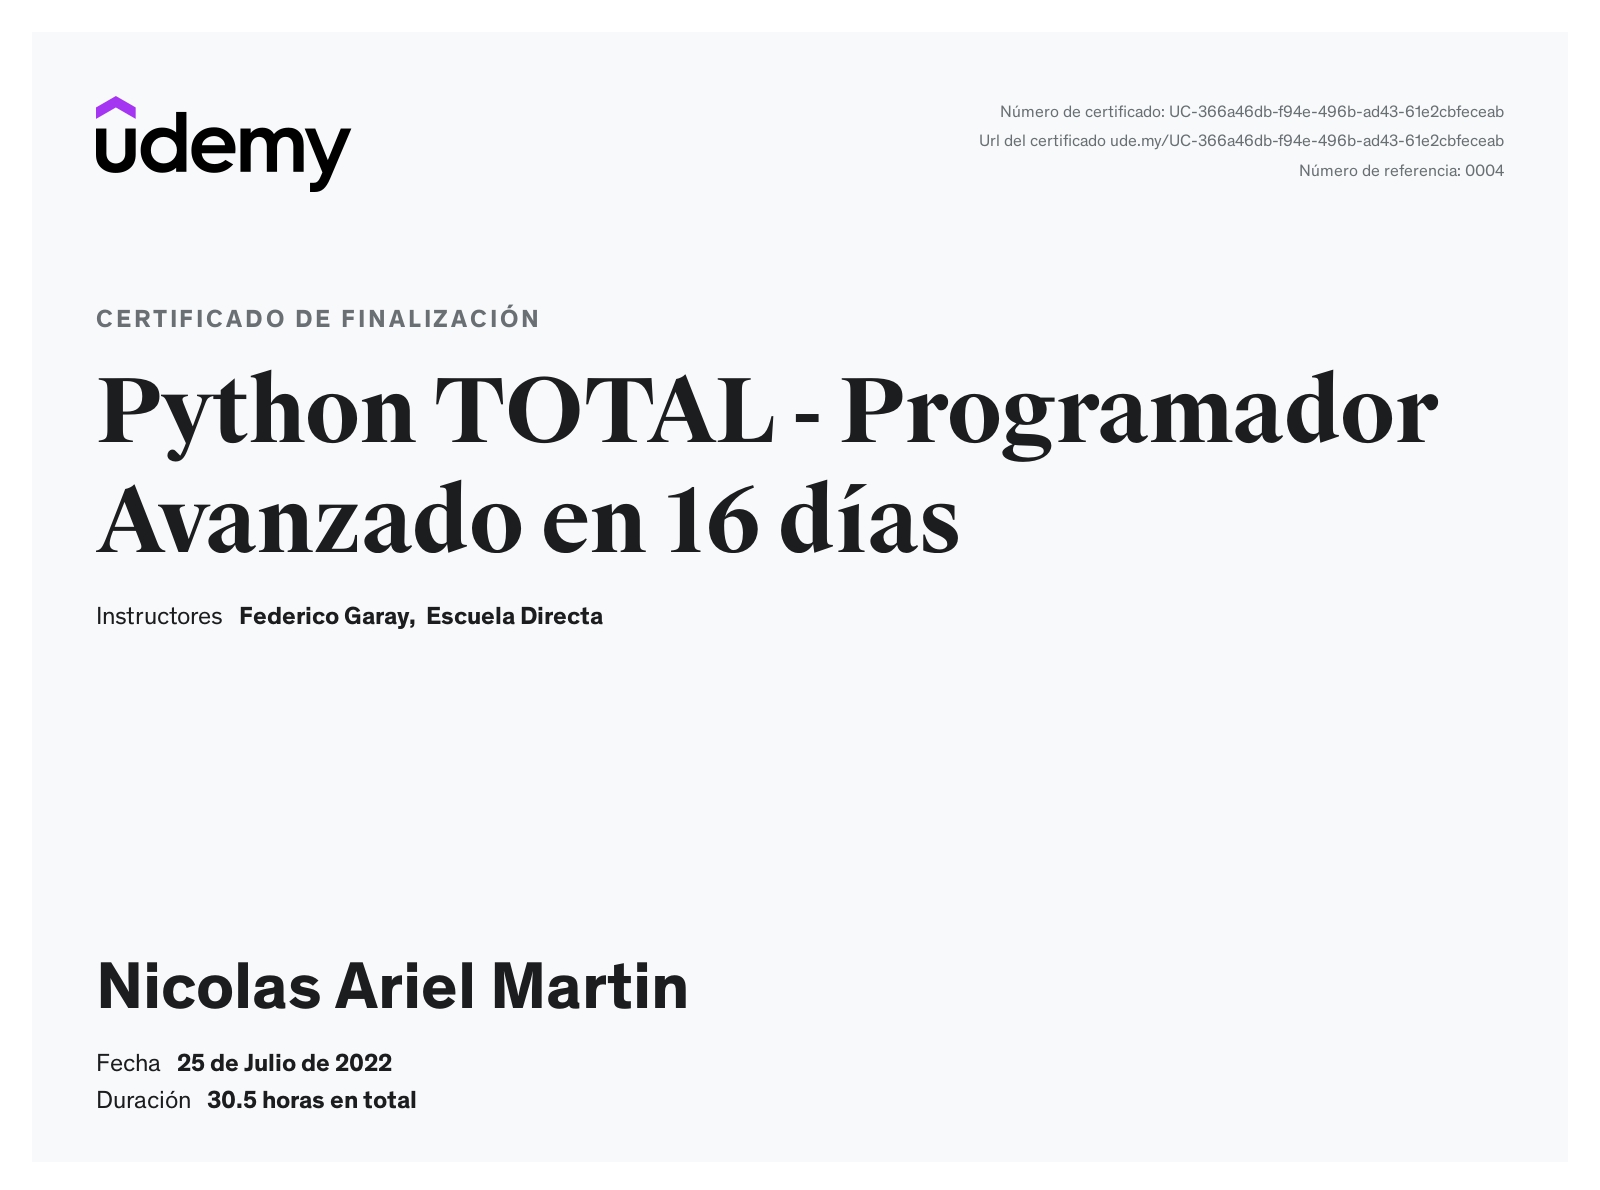 udemy
Número de certificado: UC-366a46db-f94e-496b-ad43-61e2cbfeceab
Url del certificado ude.my/UC-366a46db-f94e-496b-ad43-61e2cbfeceab
Número de referencia: 0004
CERTIFICADO DE FINALIZACIÓN
Python TOTAL - Programador
Avanzado en 16 días
Instructores Federico Garay, Escuela Directa
Nicolas Ariel Martin
Fecha 25 de Julio de 2022
Duración 30.5 horas en total